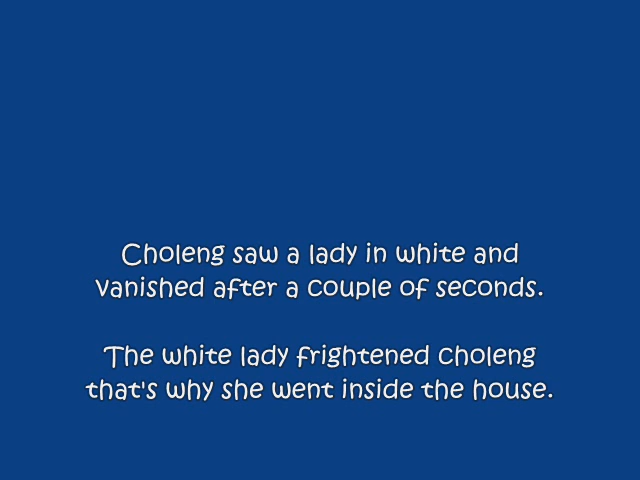 Choleng saw a lady in white and
vanished after a couple of seconds.
The white lady frightened choleng
that's why she went inside the house.